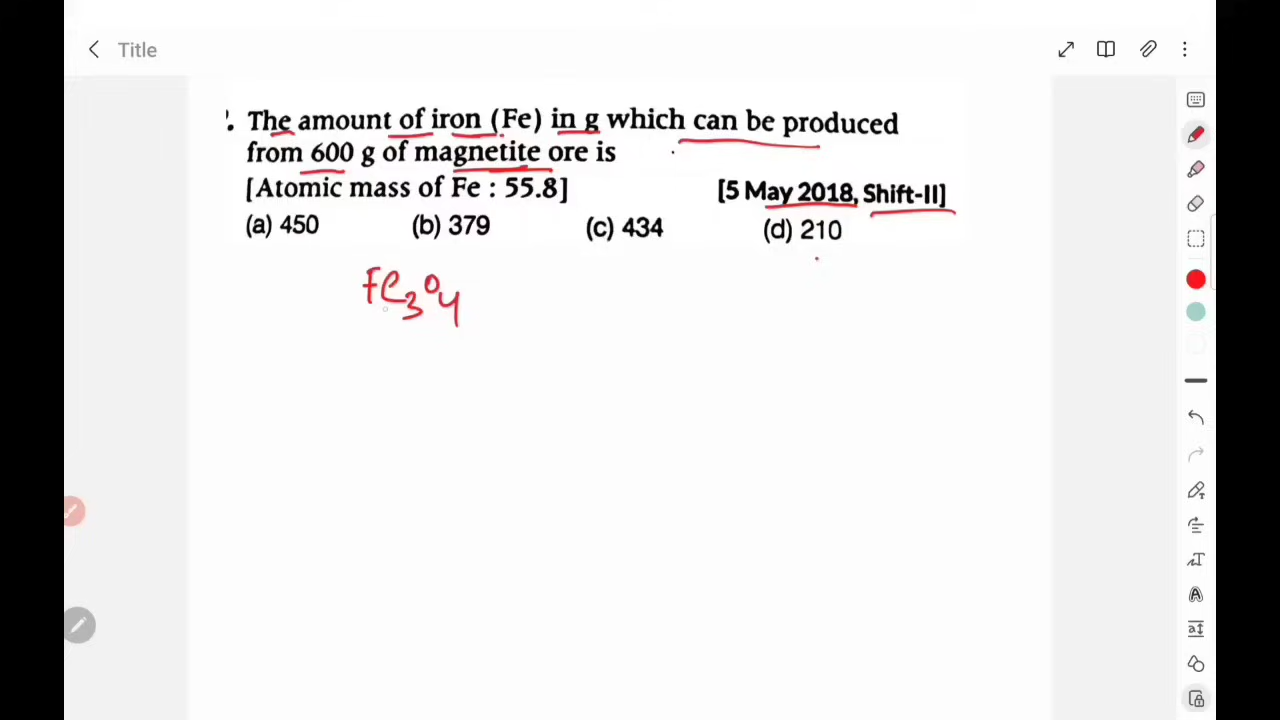 Title
. The amount of iron (Fe) in g which can be produced
from 600 g of magnetite ore is
[Atomic mass of Fe : 55.8] [5 May 2018, Shift-II]
(a) 450 (b) 379 (c) 434 (d) 210
Fe3O4